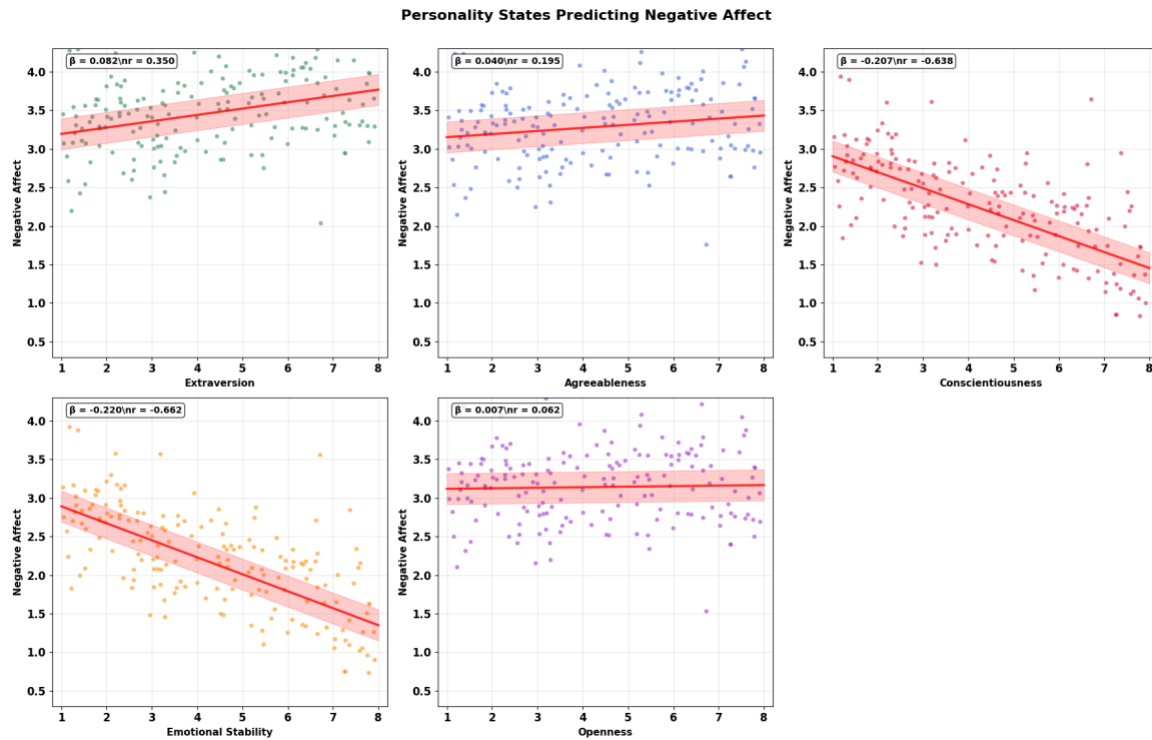 Personality States Predicting Negative Affect
β = 0.082\nr = 0.350
4.0
3.5
3.0
2.5
2.0
1.5
1.0
0.5
Negative Affect
1 2 3 4 5 6 7 8
Extraversion
β = 0.040\nr = 0.195
4.0
3.5
3.0
2.5
2.0
1.5
1.0
0.5
Negative Affect
1 2 3 4 5 6 7 8
Agreeableness
β = -0.207\nr = -0.638
4.0
3.5
3.0
2.5
2.0
1.5
1.0
0.5
Negative Affect
1 2 3 4 5 6 7 8
Conscientiousness
β = -0.220\nr = -0.662
4.0
3.5
3.0
2.5
2.0
1.5
1.0
0.5
Negative Affect
1 2 3 4 5 6 7 8
Emotional Stability
β = 0.007\nr = 0.062
4.0
3.5
3.0
2.5
2.0
1.5
1.0
0.5
Negative Affect
1 2 3 4 5 6 7 8
Openness